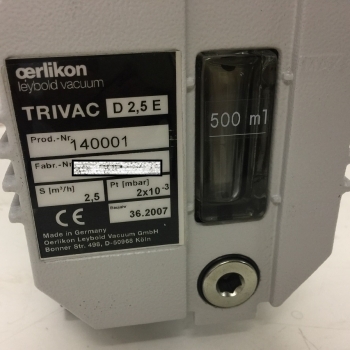 oerlikon
leybold vacuum
TRIVAC D 2,5 E
Prod.-Nr. 140001
Fabr.-Nr.
S [m³/h] 2,5 Pt [mbar] 2x10⁻³
CE 36.2007
Made in Germany
Oerlikon Leybold Vacuum GmbH
Bonner Str. 498, D-50968 Köln
500 ml